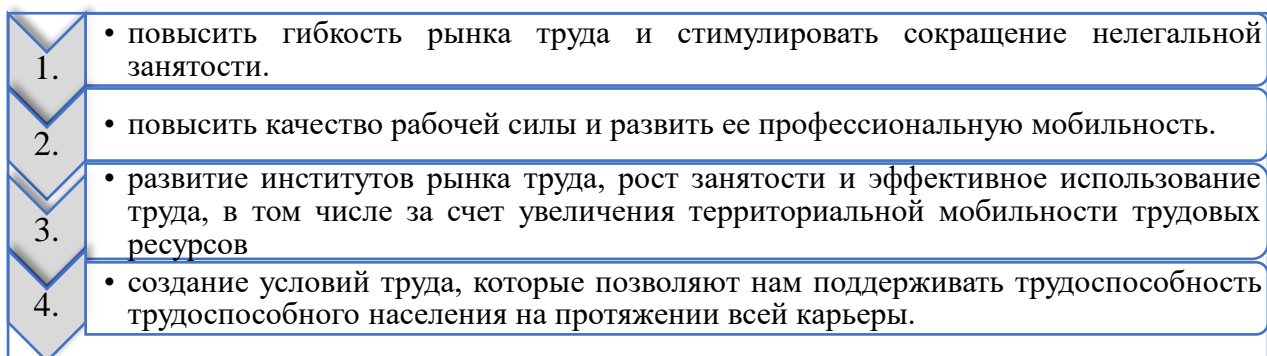 1.
• повысить гибкость рынка труда и стимулировать сокращение нелегальной
занятости.
2.
• повысить качество рабочей силы и развить ее профессиональную мобильность.
3.
• развитие институтов рынка труда, рост занятости и эффективное использование
труда, в том числе за счет увеличения территориальной мобильности трудовых
ресурсов
4.
• создание условий труда, которые позволяют нам поддерживать трудоспособность
трудоспособного населения на протяжении всей карьеры.